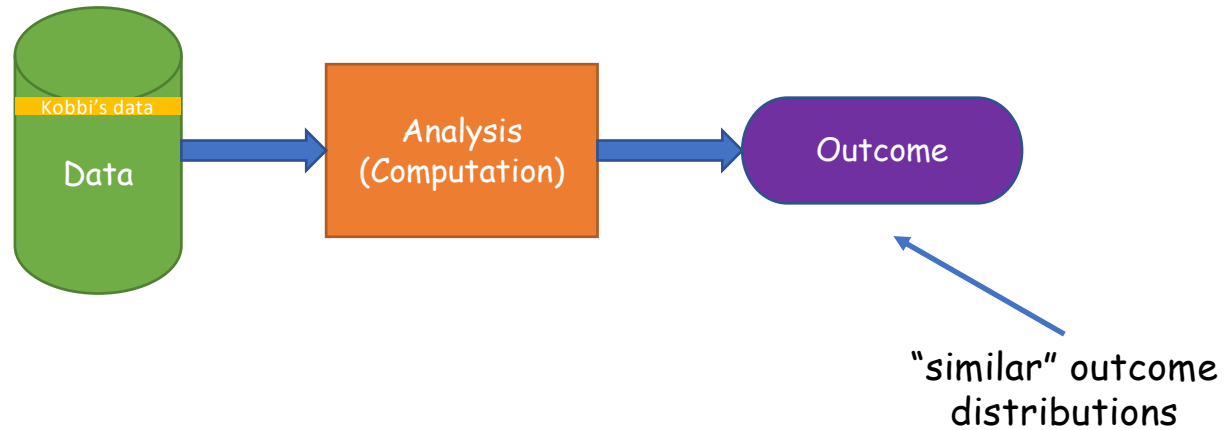 Kobbi's data
Data
Analysis
(Computation)
Outcome
“similar” outcome
distributions